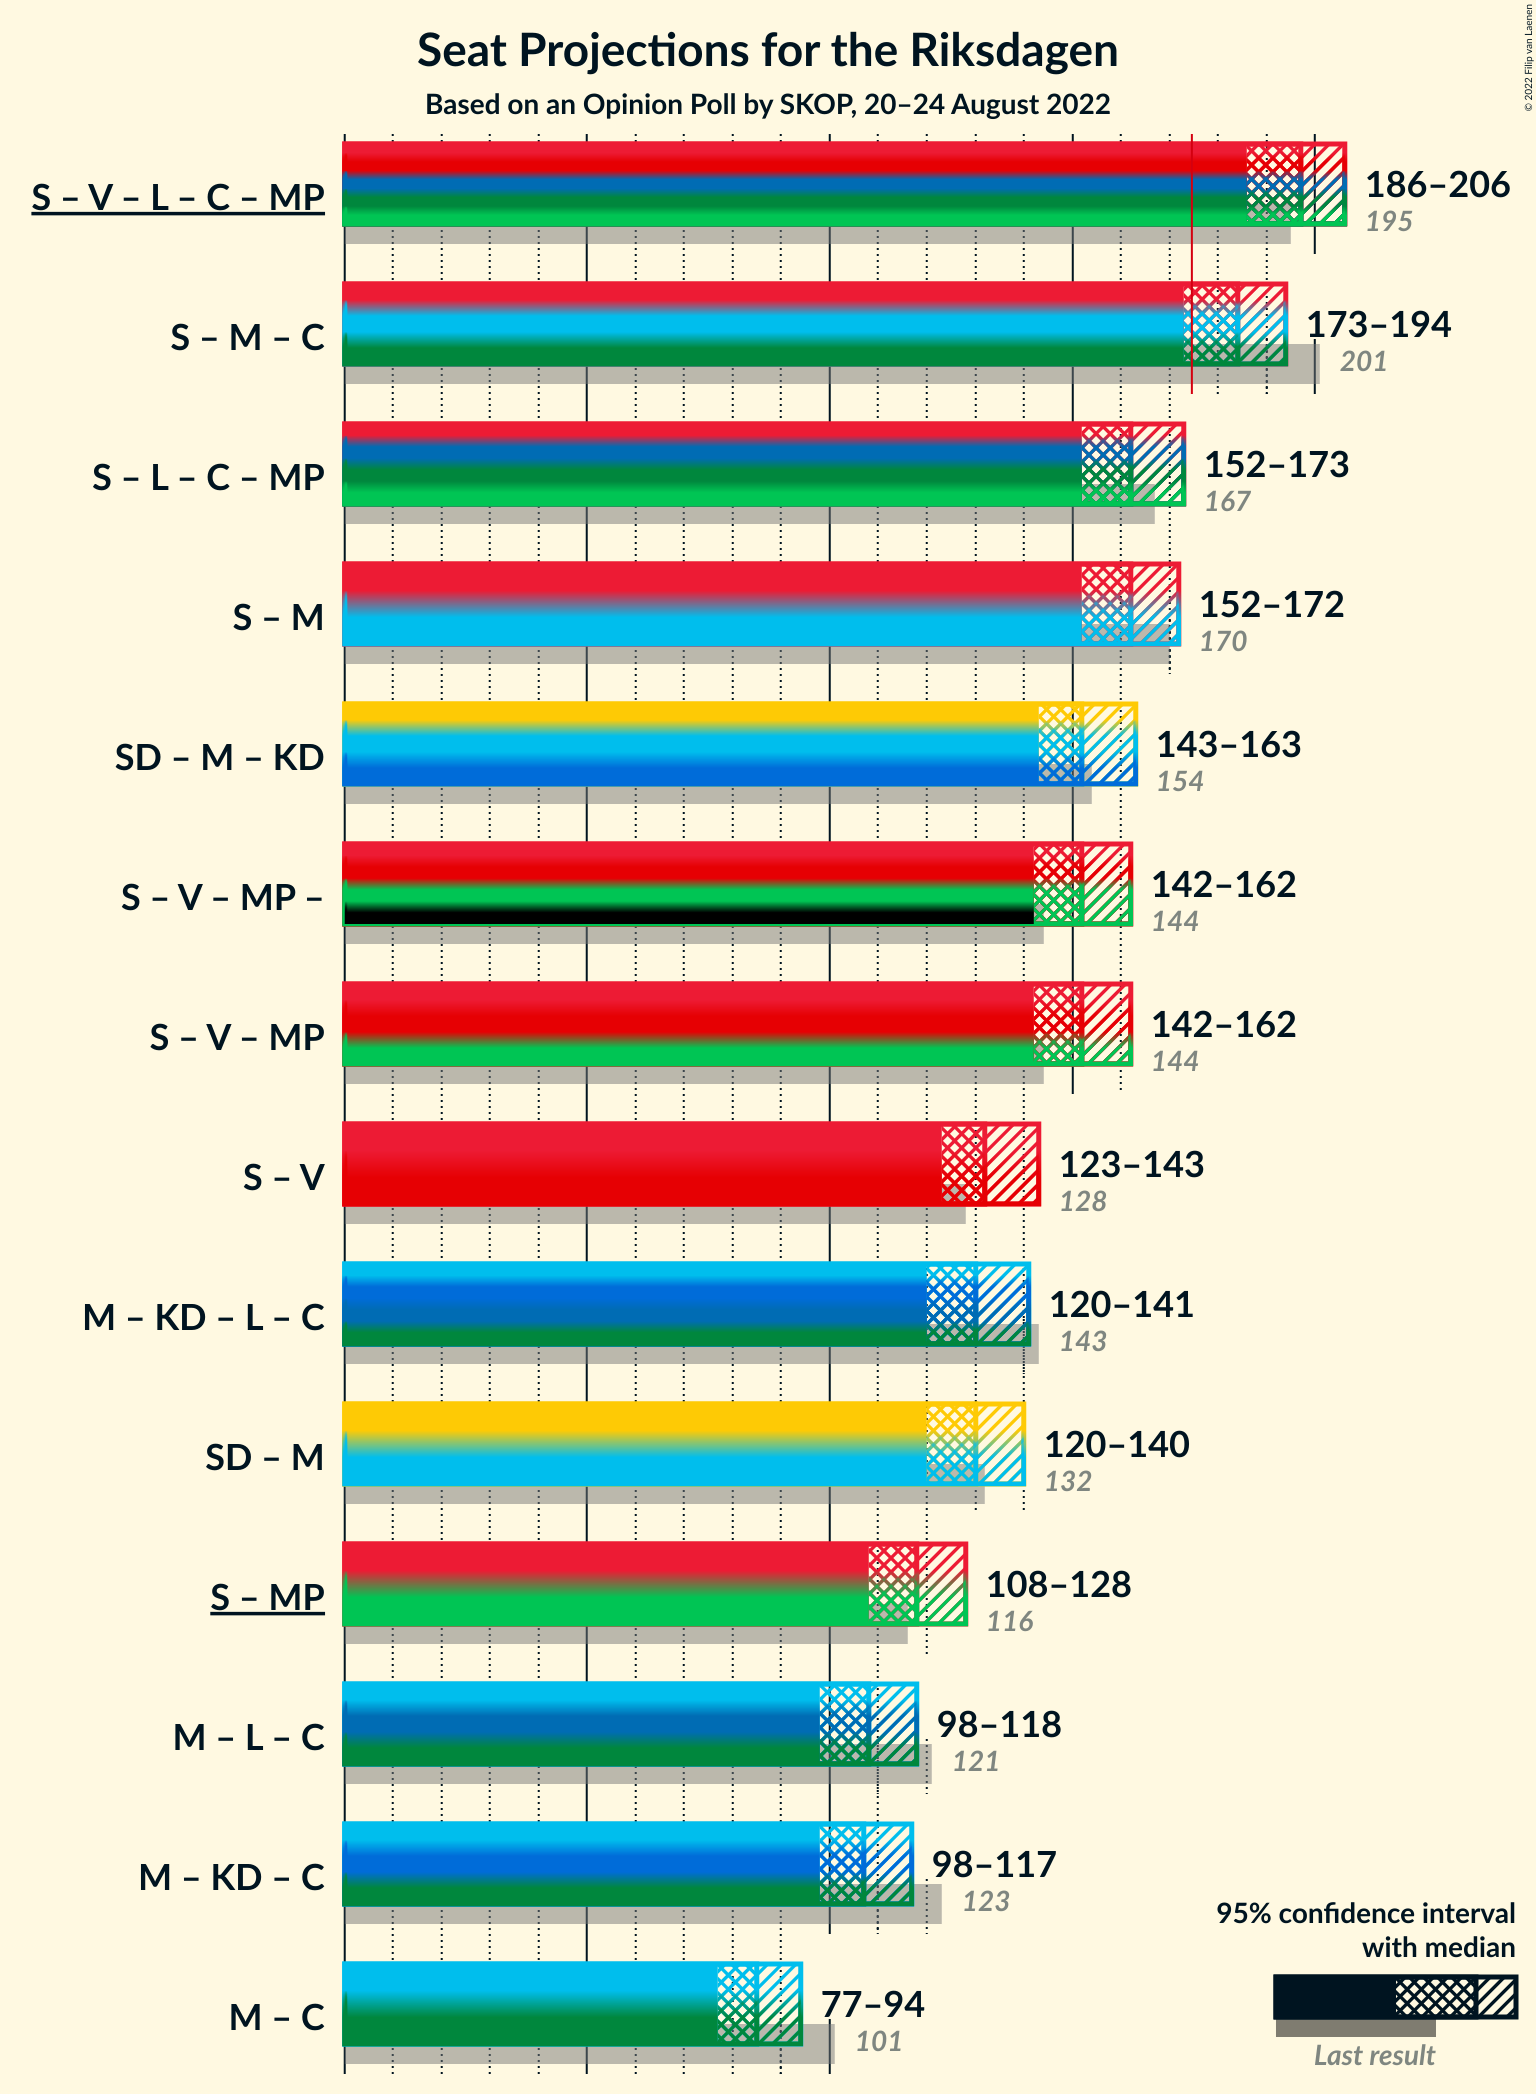 Seat Projections for the Riksdagen
Based on an Opinion Poll by SKOP, 20–24 August 2022
© 2022 Filip van Laenen
S – V – L – C – MP
186–206
195
S – M – C
173–194
201
S – L – C – MP
152–173
167
S – M
152–172
170
SD – M – KD
143–163
154
S – V – MP –
142–162
144
S – V – MP
142–162
144
S – V
123–143
128
M – KD – L – C
120–141
143
SD – M
120–140
132
S – MP
108–128
116
M – L – C
98–118
121
M – KD – C
98–117
123
M – C
77–94
101
95% confidence interval
with median
Last result